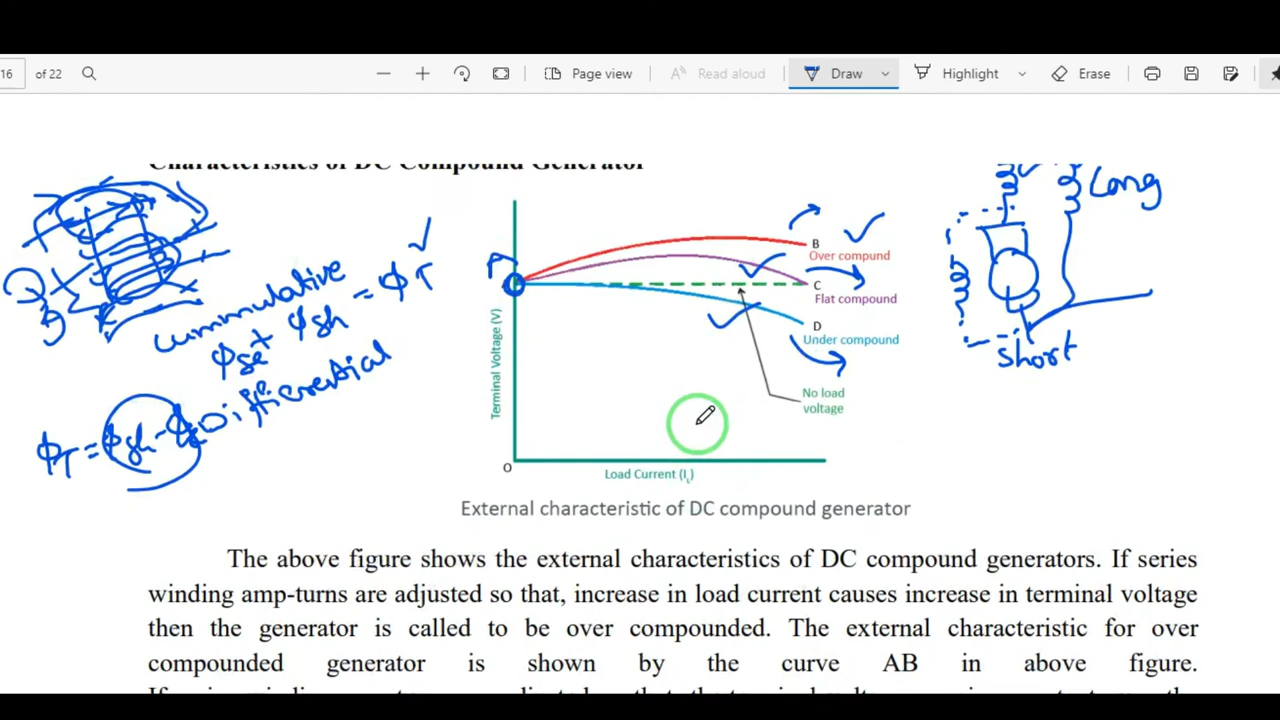 16 of 22 Page view Read aloud Draw Highlight Erase
Characteristics of DC Compound Generator
Long
B
Over compund
C
Flat compound
D
Under compound
No load
voltage
Terminal Voltage (V)
O
Load Current (IL)
A
cummulative
φse + φsh = φT
Differential
φT = φsh -
short
External characteristic of DC compound generator
The above figure shows the external characteristics of DC compound generators. If series
winding amp-turns are adjusted so that, increase in load current causes increase in terminal voltage
then the generator is called to be over compounded. The external characteristic for over
compounded generator is shown by the curve AB in above figure.